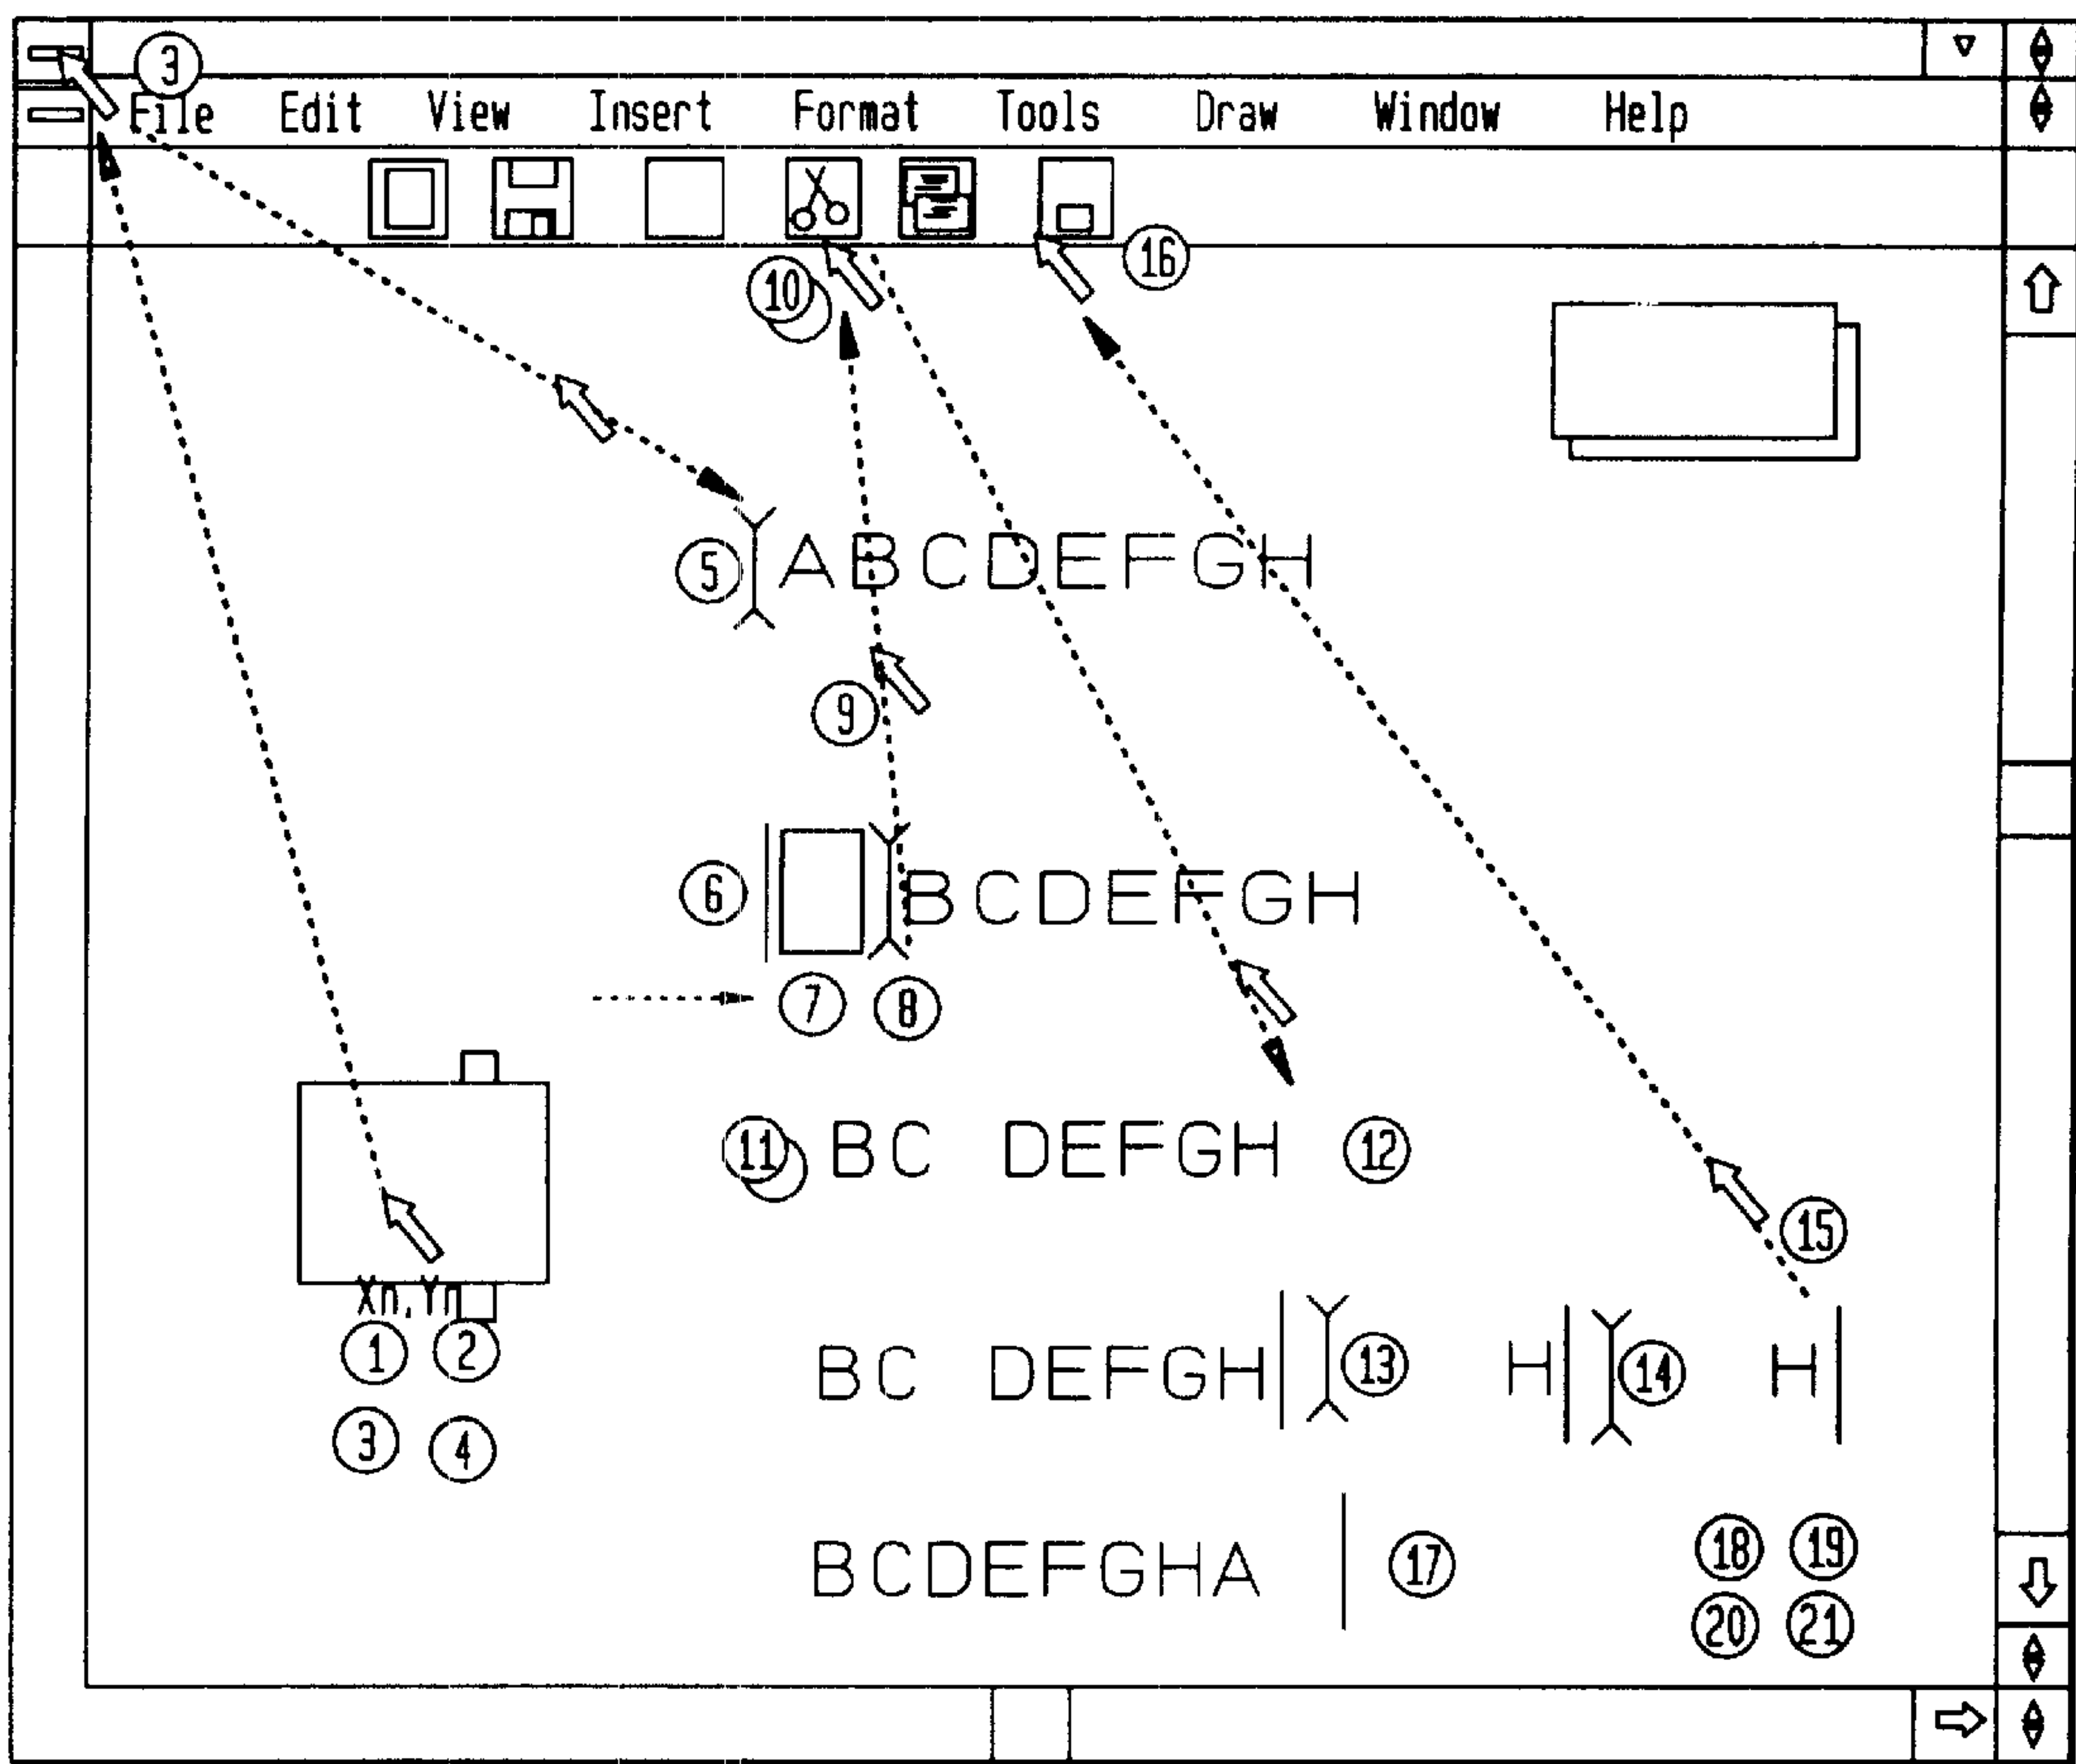 3
File Edit View Insert Format Tools Draw Window Help
10
16
5 ABCDEFGH
9
6 BCDEFGH
7 8
11 BC DEFGH 12
15
Xn,Yn
1 2
BC DEFGH 13 H 14 H
3 4
BCDEFGHA 17
18 19
20 21